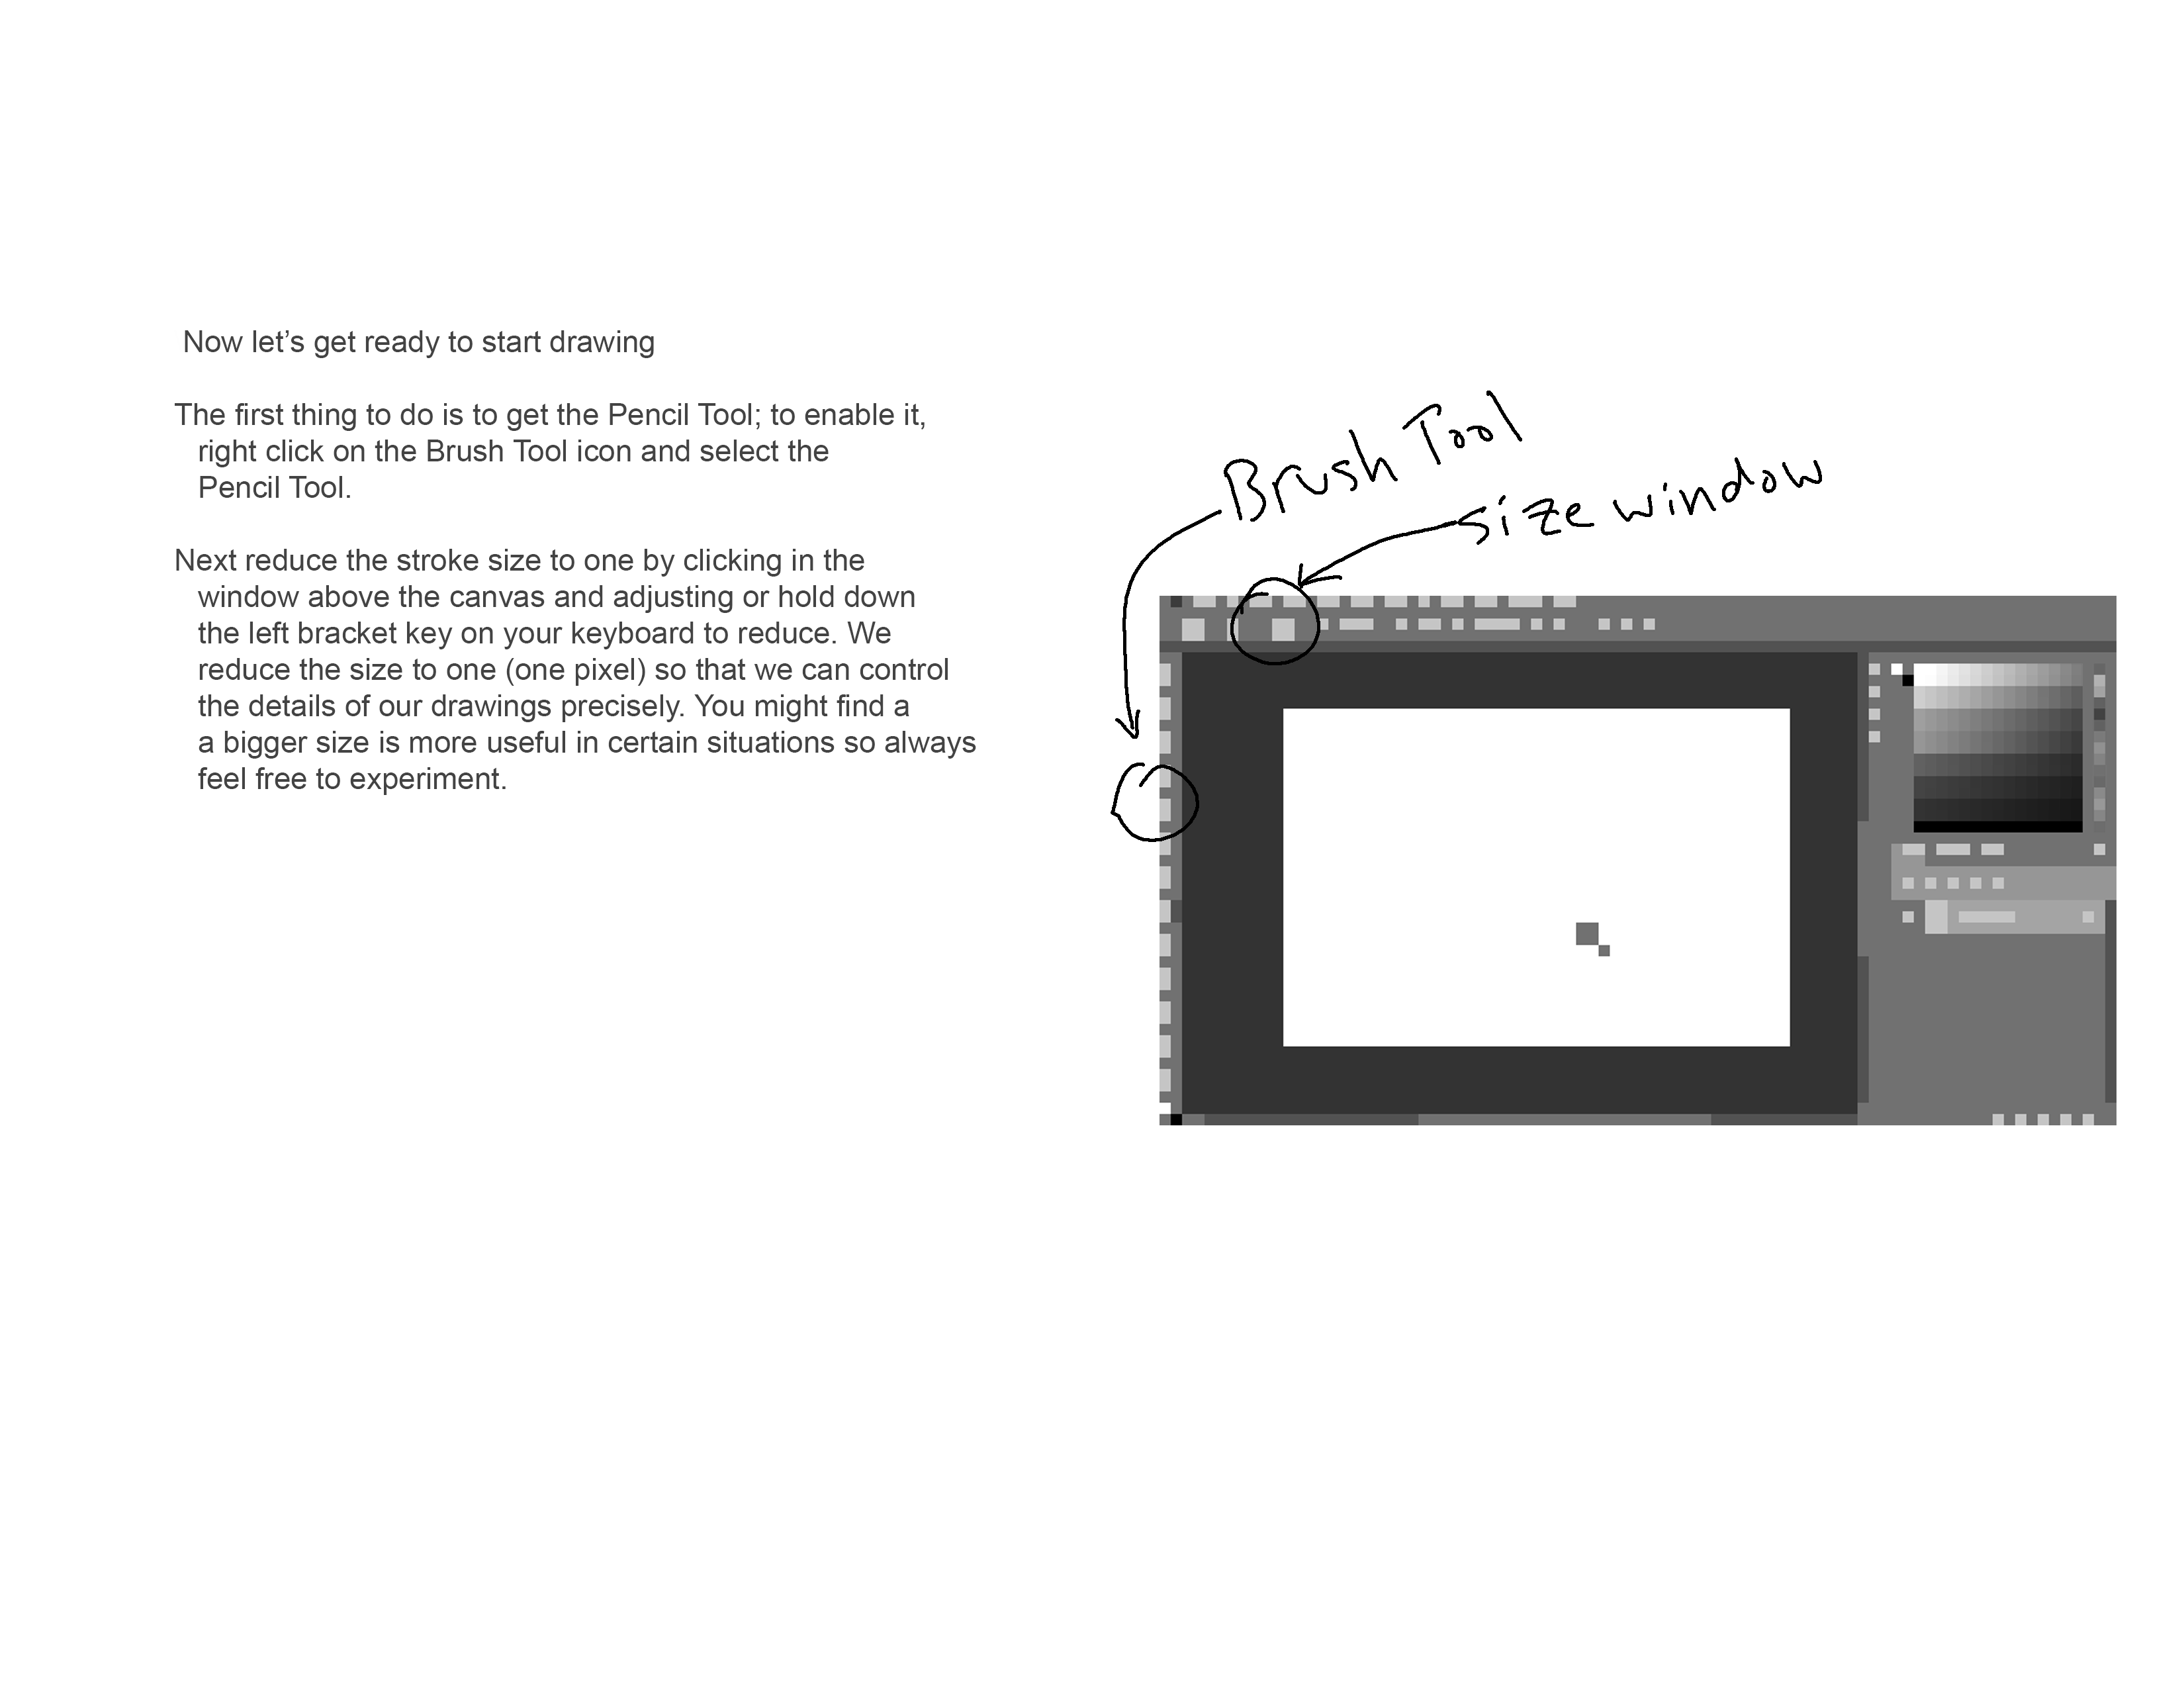 Now let’s get ready to start drawing
The first thing to do is to get the Pencil Tool; to enable it,
right click on the Brush Tool icon and select the
Pencil Tool.
Next reduce the stroke size to one by clicking in the
window above the canvas and adjusting or hold down
the left bracket key on your keyboard to reduce. We
reduce the size to one (one pixel) so that we can control
the details of our drawings precisely. You might find a
a bigger size is more useful in certain situations so always
feel free to experiment.
Brush Tool
size window